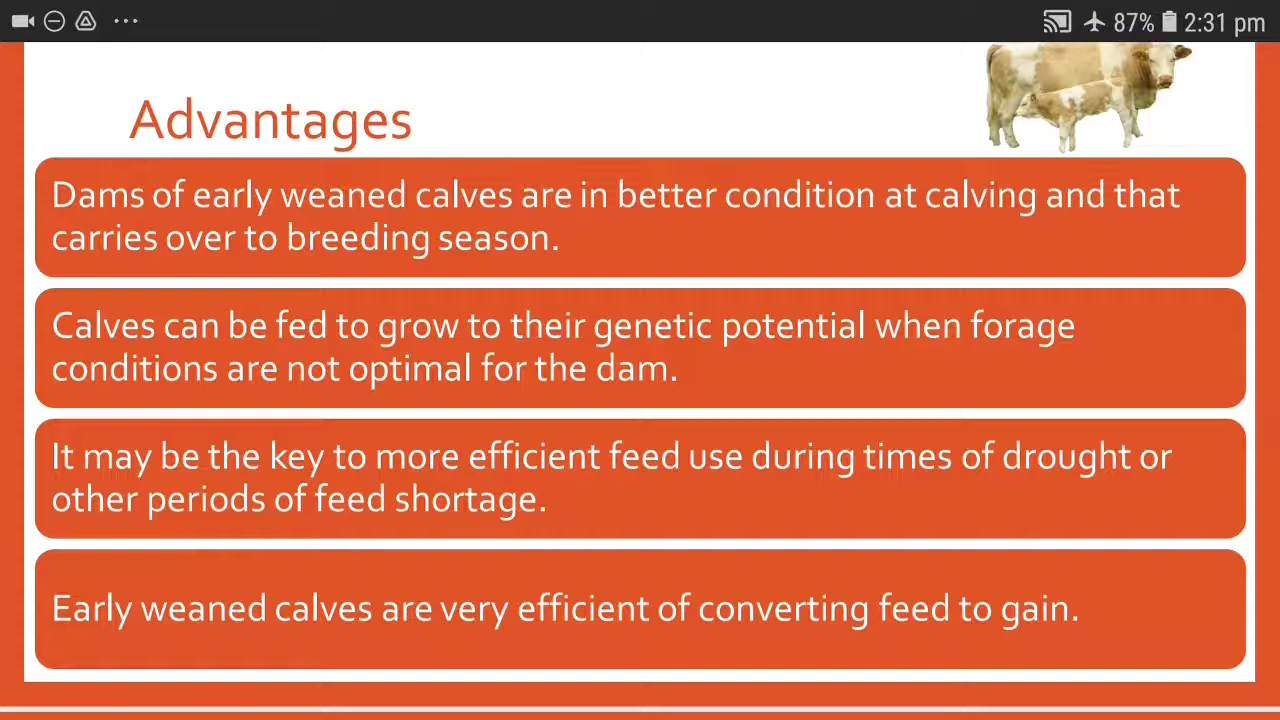 87% 2:31 pm
Advantages
Dams of early weaned calves are in better condition at calving and that
carries over to breeding season.
Calves can be fed to grow to their genetic potential when forage
conditions are not optimal for the dam.
It may be the key to more efficient feed use during times of drought or
other periods of feed shortage.
Early weaned calves are very efficient of converting feed to gain.